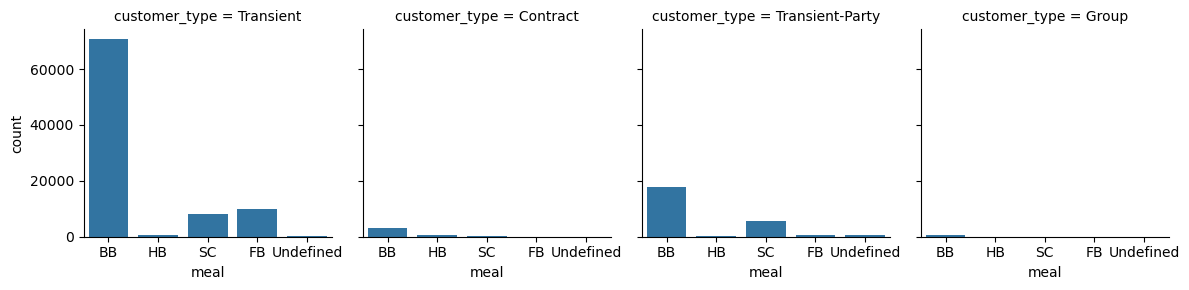 customer_type = Transient
customer_type = Contract
customer_type = Transient-Party
customer_type = Group
count
60000
40000
20000
0
BB HB SC FB Undefined
BB HB SC FB Undefined
BB HB SC FB Undefined
BB HB SC FB Undefined
meal
meal
meal
meal